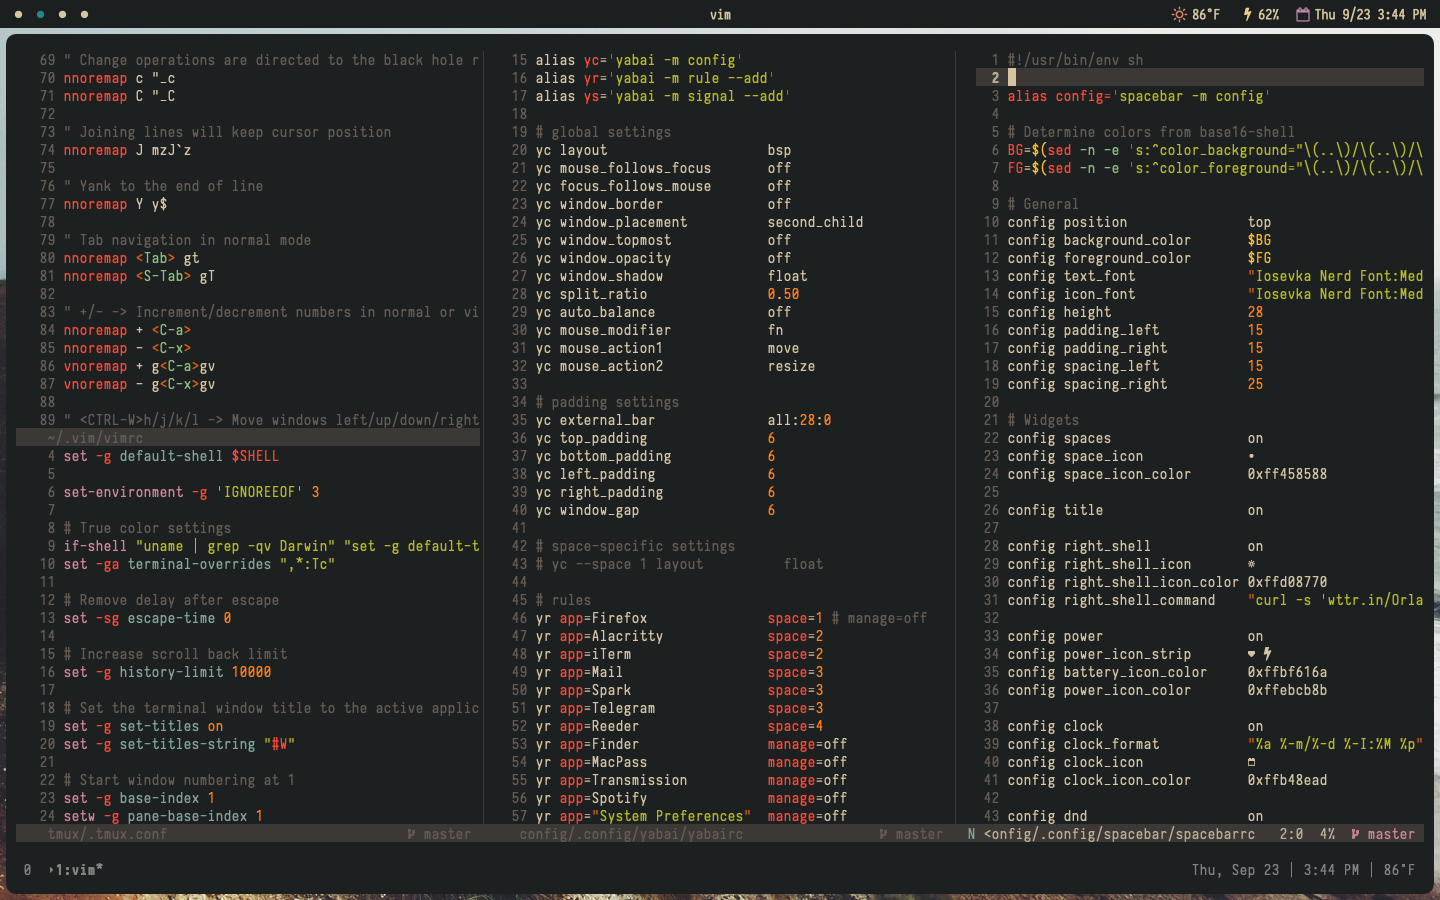 vim
86°F 62% Thu 9/23 3:44 PM
69 " Change operations are directed to the black hole r
70 nnoremap c "_c
71 nnoremap C "_C
72
73 " Joining lines will keep cursor position
74 nnoremap J mzJ`z
75
76 " Yank to the end of line
77 nnoremap Y y$
78
79 " Tab navigation in normal mode
80 nnoremap <Tab> gt
81 nnoremap <S-Tab> gT
82
83 " +/- -> Increment/decrement numbers in normal or vi
84 nnoremap + <C-a>
85 nnoremap - <C-x>
86 vnoremap + g<C-a>gv
87 vnoremap - g<C-x>gv
88
89 " <CTRL-W>h/j/k/l -> Move windows left/up/down/right
~/.vim/vimrc
4 set -g default-shell $SHELL
5
6 set-environment -g 'IGNOREEOF' 3
7
8 # True color settings
9 if-shell "uname | grep -qv Darwin" "set -g default-t
10 set -ga terminal-overrides ",*:Tc"
11
12 # Remove delay after escape
13 set -sg escape-time 0
14
15 # Increase scroll back limit
16 set -g history-limit 10000
17
18 # Set the terminal window title to the active applic
19 set -g set-titles on
20 set -g set-titles-string "#W"
21
22 # Start window numbering at 1
23 set -g base-index 1
24 setw -g pane-base-index 1
tmux/.tmux.conf master
15 alias yc='yabai -m config'
16 alias yr='yabai -m rule --add'
17 alias ys='yabai -m signal --add'
18
19 # global settings
20 yc layout bsp
21 yc mouse_follows_focus off
22 yc focus_follows_mouse off
23 yc window_border off
24 yc window_placement second_child
25 yc window_topmost off
26 yc window_opacity off
27 yc window_shadow float
28 yc split_ratio 0.50
29 yc auto_balance off
30 yc mouse_modifier fn
31 yc mouse_action1 move
32 yc mouse_action2 resize
33
34 # padding settings
35 yc external_bar all:28:0
36 yc top_padding 6
37 yc bottom_padding 6
38 yc left_padding 6
39 yc right_padding 6
40 yc window_gap 6
41
42 # space-specific settings
43 # yc --space 1 layout float
44
45 # rules
46 yr app=Firefox space=1 # manage=off
47 yr app=Alacritty space=2
48 yr app=iTerm space=2
49 yr app=Mail space=3
50 yr app=Spark space=3
51 yr app=Telegram space=3
52 yr app=Reeder space=4
53 yr app=Finder manage=off
54 yr app=MacPass manage=off
55 yr app=Transmission manage=off
56 yr app=Spotify manage=off
57 yr app="System Preferences" manage=off
config/.config/yabai/yabairc master
1 #!/usr/bin/env sh
2
3 alias config='spacebar -m config'
4
5 # Determine colors from base16-shell
6 BG=$(sed -n -e 's:^color_background="\(..\)/\(..\)/\
7 FG=$(sed -n -e 's:^color_foreground="\(..\)/\(..\)/\
8
9 # General
10 config position top
11 config background_color $BG
12 config foreground_color $FG
13 config text_font "Iosevka Nerd Font:Med
14 config icon_font "Iosevka Nerd Font:Med
15 config height 28
16 config padding_left 15
17 config padding_right 15
18 config spacing_left 15
19 config spacing_right 25
20
21 # Widgets
22 config spaces on
23 config space_icon •
24 config space_icon_color 0xff458588
25
26 config title on
27
28 config right_shell on
29 config right_shell_icon ☼
30 config right_shell_icon_color 0xffd08770
31 config right_shell_command "curl -s 'wttr.in/Orla
32
33 config power on
34 config power_icon_strip ♥ ⚡
35 config battery_icon_color 0xffbf616a
36 config power_icon_color 0xffebcb8b
37
38 config clock on
39 config clock_format "%a %-m/%-d %-I:%M %p"
40 config clock_icon
41 config clock_icon_color 0xffb48ead
42
43 config dnd on
N <onfig/.config/spacebar/spacebarrc 2:0 4% master
0 1:vim* Thu, Sep 23 | 3:44 PM | 86°F